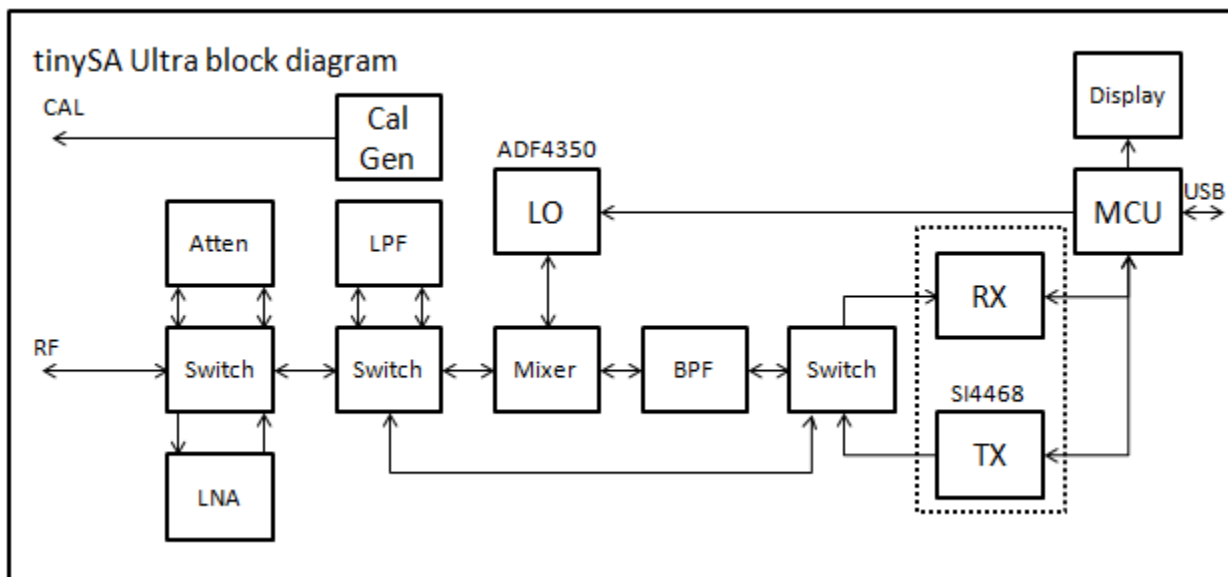 tinySA Ultra block diagram
CAL
Cal
Gen
Display
ADF4350
LO
MCU
USB
Atten
LPF
RX
RF
Switch
Switch
Mixer
BPF
Switch
SI4468
TX
LNA